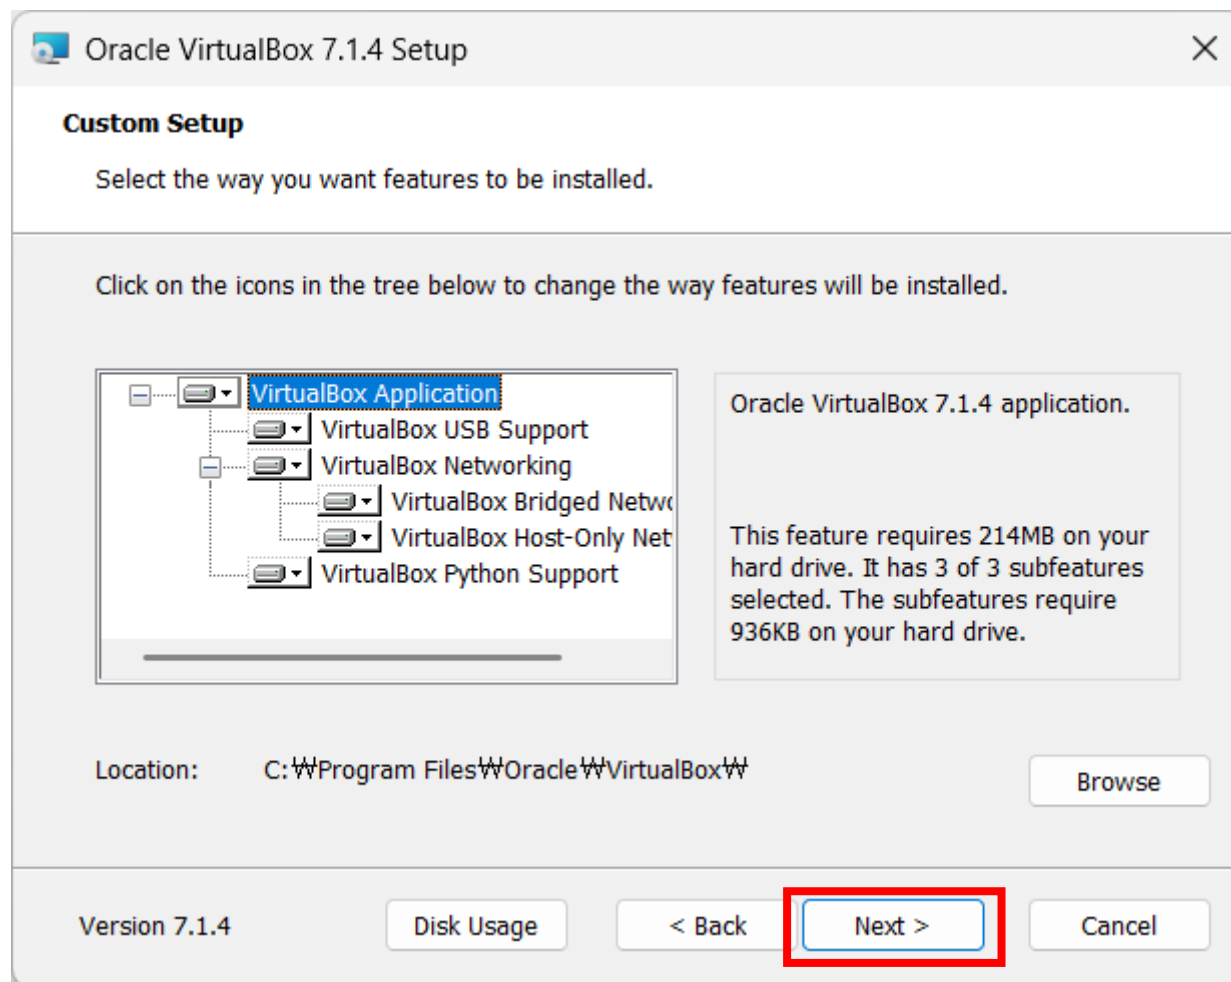 Oracle VirtualBox 7.1.4 Setup
Custom Setup
Select the way you want features to be installed.
Click on the icons in the tree below to change the way features will be installed.
VirtualBox Application
VirtualBox USB Support
VirtualBox Networking
VirtualBox Bridged Netwo
VirtualBox Host-Only Net
VirtualBox Python Support
Oracle VirtualBox 7.1.4 application.
This feature requires 214MB on your
hard drive. It has 3 of 3 subfeatures
selected. The subfeatures require
936KB on your hard drive.
Location: C:₩Program Files₩Oracle₩VirtualBox₩
Browse
Version 7.1.4 Disk Usage < Back Next > Cancel